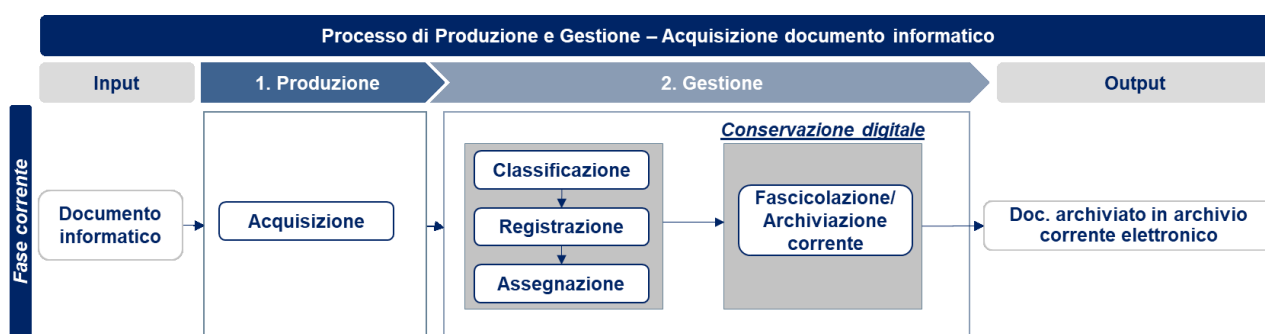 Processo di Produzione e Gestione – Acquisizione documento informatico
Input
1. Produzione
2. Gestione
Output
Fase corrente
Documento
informatico
Acquisizione
Classificazione
Registrazione
Assegnazione
Conservazione digitale
Fascicolazione/
Archiviazione
corrente
Doc. archiviato in archivio
corrente elettronico